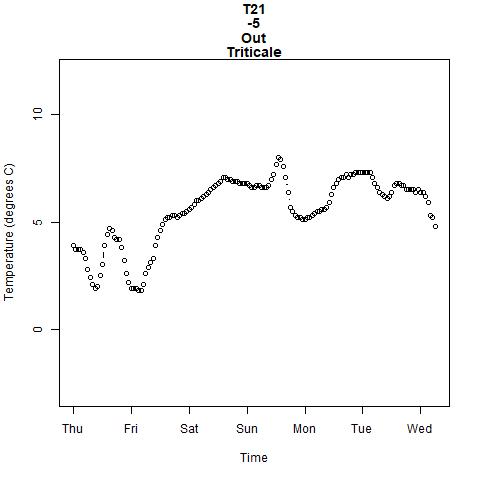 T21
-5
Out
Triticale
Temperature (degrees C)
10
5
0
Thu Fri Sat Sun Mon Tue Wed
Time